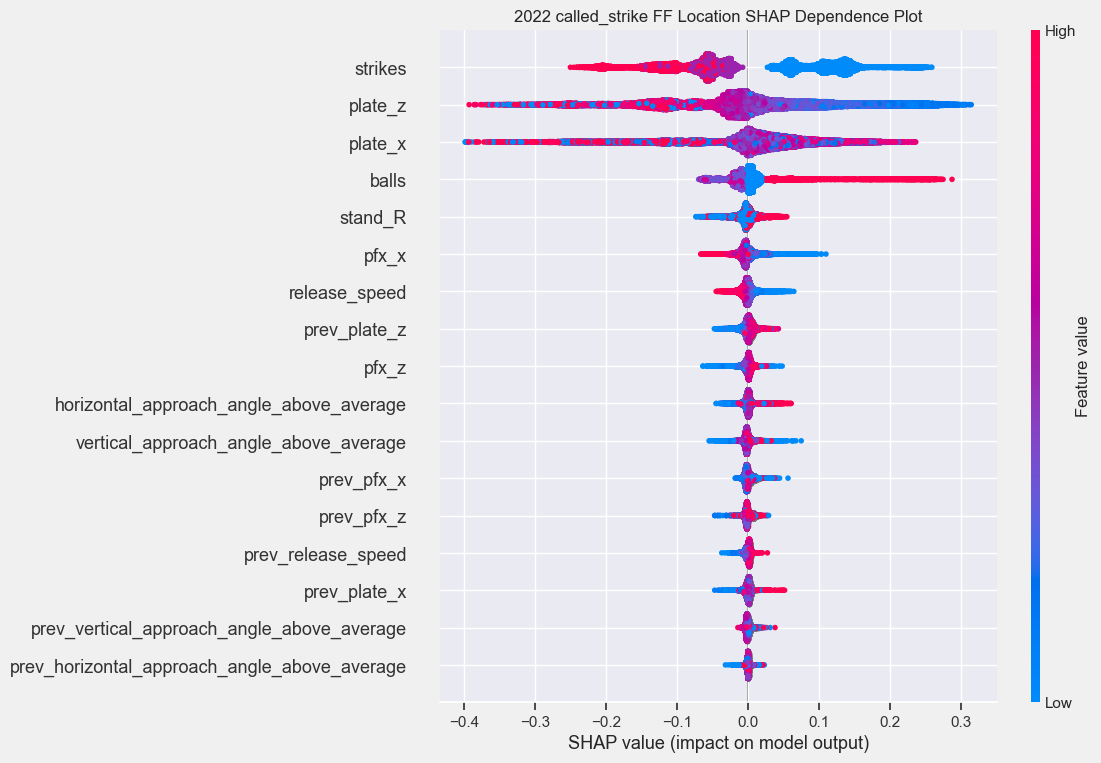 2022 called_strike FF Location SHAP Dependence Plot
High
strikes
plate_z
plate_x
balls
stand_R
pfx_x
release_speed
prev_plate_z
pfx_z
horizontal_approach_angle_above_average
vertical_approach_angle_above_average
prev_pfx_x
prev_pfx_z
prev_release_speed
prev_plate_x
prev_vertical_approach_angle_above_average
prev_horizontal_approach_angle_above_average
Feature value
Low
−0.4 −0.3 −0.2 −0.1 0.0 0.1 0.2 0.3
SHAP value (impact on model output)